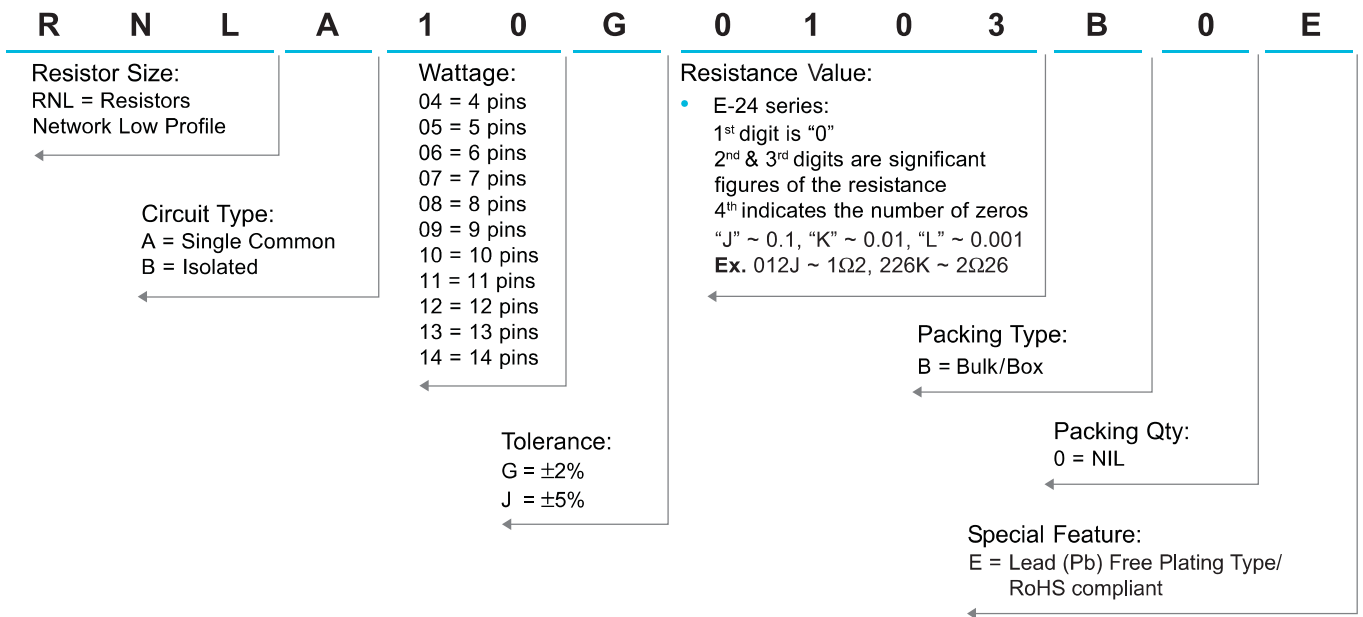 R N L A 1 0 G 0 1 0 3 B 0 E
Resistor Size:
RNL = Resistors
Network Low Profile
Circuit Type:
A = Single Common
B = Isolated
Wattage:
04 = 4 pins
05 = 5 pins
06 = 6 pins
07 = 7 pins
08 = 8 pins
09 = 9 pins
10 = 10 pins
11 = 11 pins
12 = 12 pins
13 = 13 pins
14 = 14 pins
Tolerance:
G = ±2%
J = ±5%
Resistance Value:
• E-24 series:
1st digit is “0”
2nd & 3rd digits are significant
figures of the resistance
4th indicates the number of zeros
“J” ~ 0.1, “K” ~ 0.01, “L” ~ 0.001
Ex. 012J ~ 1Ω2, 226K ~ 2Ω26
Packing Type:
B = Bulk/Box
Packing Qty:
0 = NIL
Special Feature:
E = Lead (Pb) Free Plating Type/
RoHS compliant